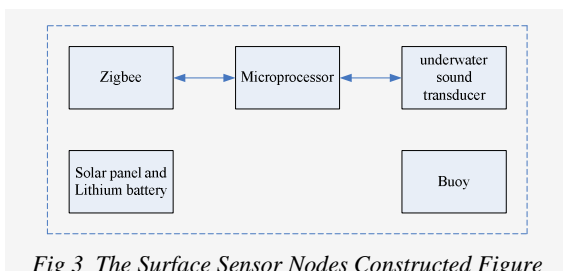 Zigbee
Microprocessor
underwater
sound
transducer
Solar panel and
Lithium battery
Buoy
Fig 3 The Surface Sensor Nodes Constructed Figure